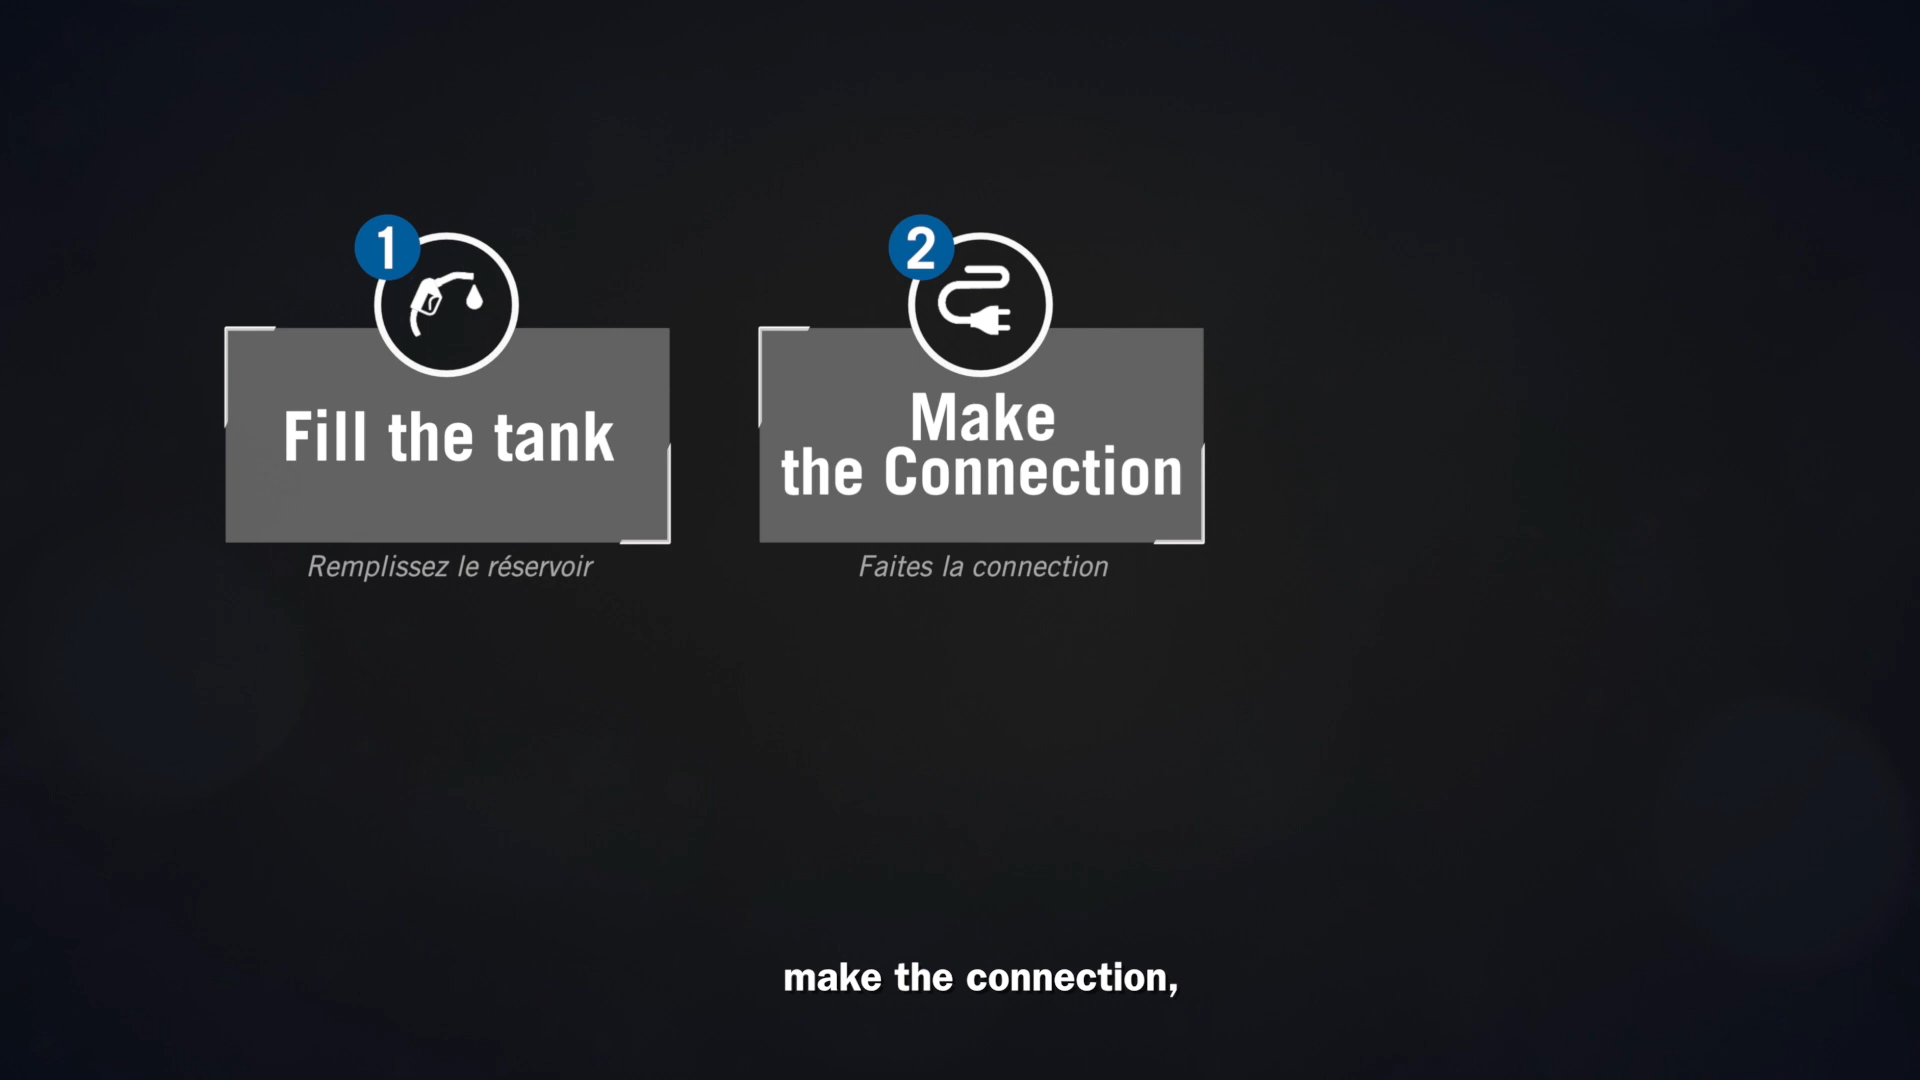 1
Fill the tank
Remplissez le réservoir
2
Make
the Connection
Faites la connection
make the connection,